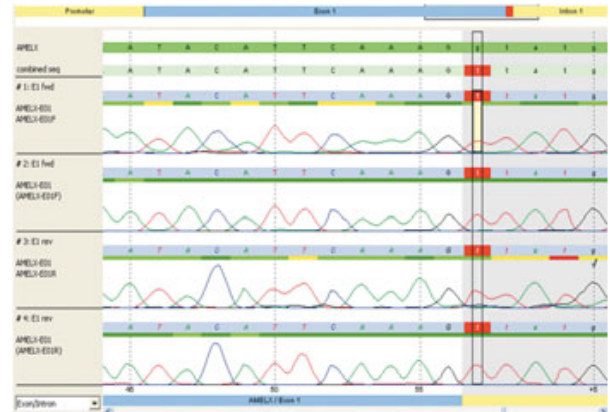 Promoter Exon 1 Intron 1
AMELX A T A C A T T C A A A G g t a t g
combined seq A T A C A T T C A A A G t t a t g
# 1: E1 fwd A T A C A T T C A A A G t t a t g
AMELX-E01
AMELX-E01F
# 2: E1 fwd A T A C A T T C A A A G t t a t g
AMELX-E01
(AMELX-E01F)
# 3: E1 rev A T A C A T T C A A A G t t a t g
AMELX-E01
AMELX-E01R
# 4: E1 rev A T A C A T T C A A A G t t a t g
AMELX-E01
(AMELX-E01R)
45 50 55 +5
Exon/Intron AMELX / Exon 1